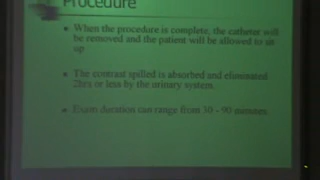 Procedure
When the procedure is complete, the catheter will
be removed and the patient will be allowed to sit
up
The contrast spilled is absorbed and eliminated
2hrs or less by the urinary system.
Exam duration can range from 30 - 90 minutes